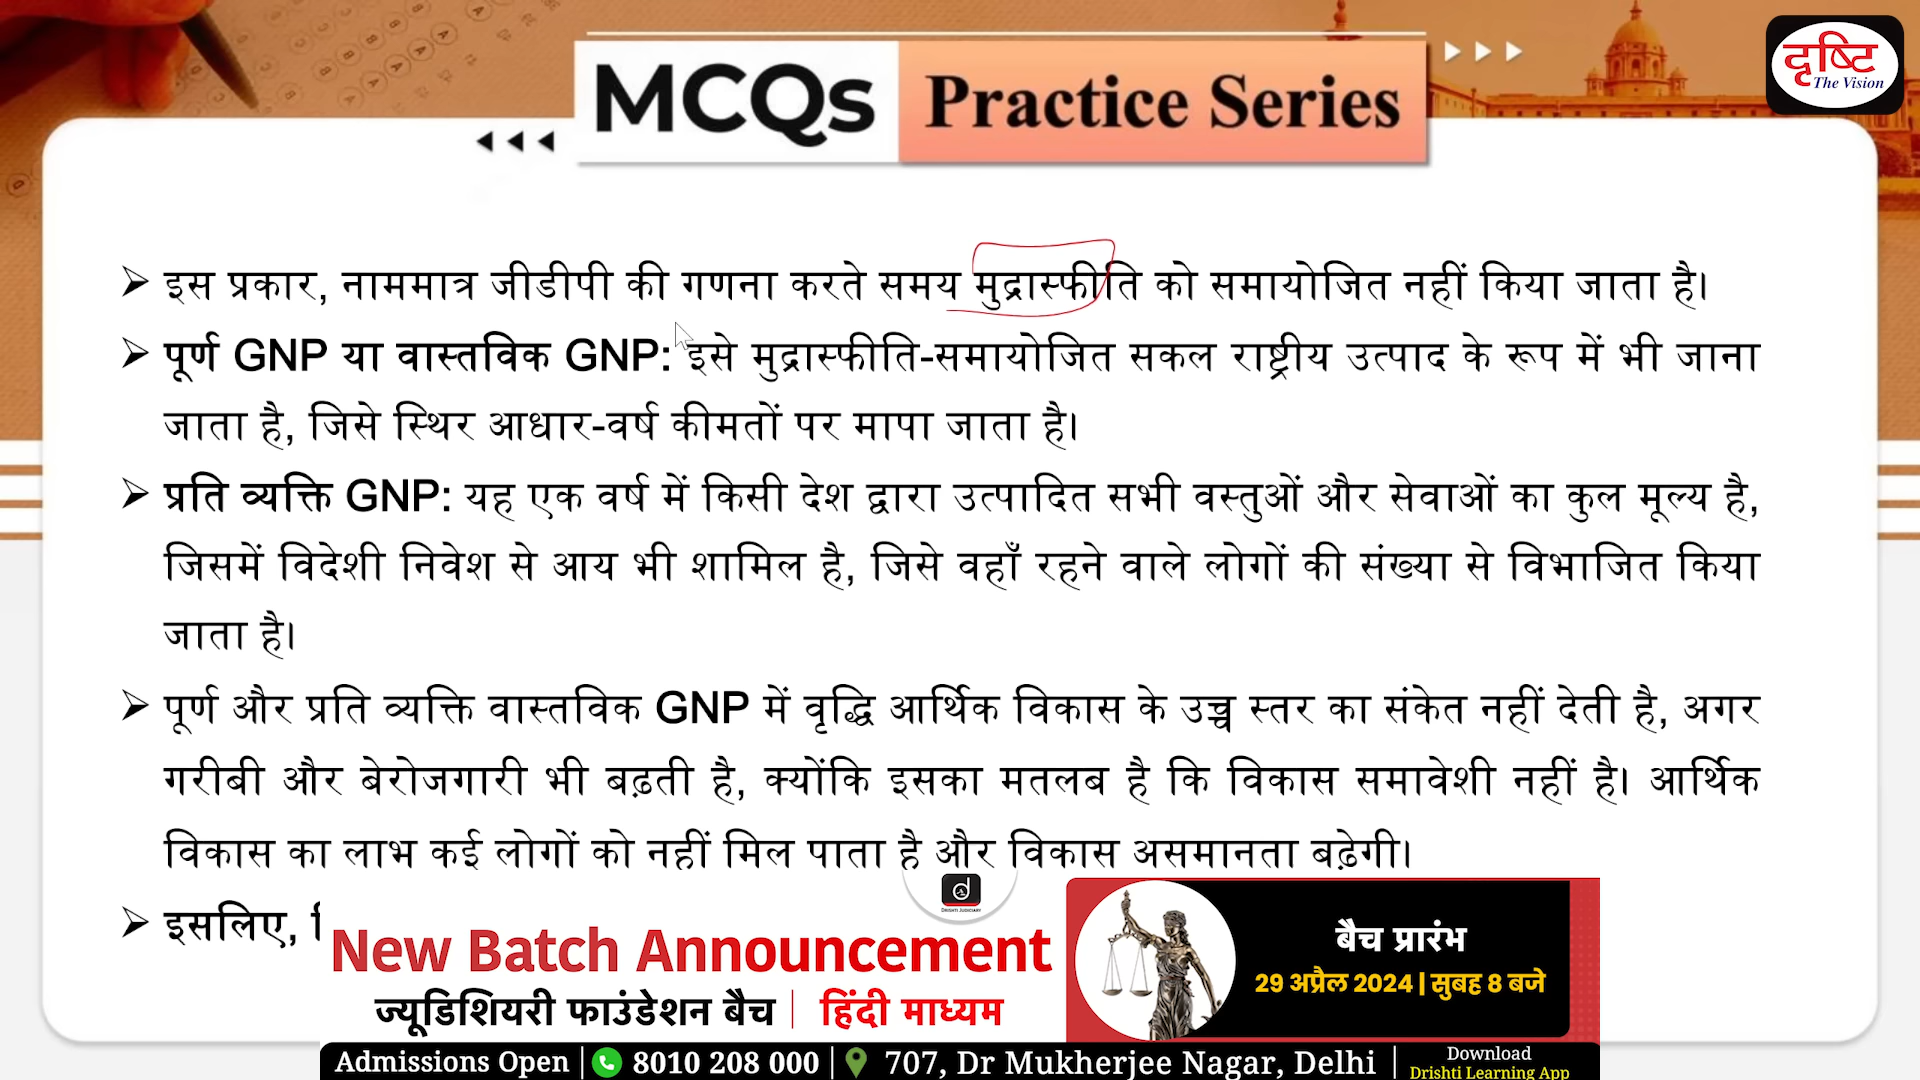 MCQs Practice Series
दृष्टि
The Vision
इस प्रकार, नाममात्र जीडीपी की गणना करते समय मुद्रास्फीति को समायोजित नहीं किया जाता है।
पूर्ण GNP या वास्तविक GNP: इसे मुद्रास्फीति-समायोजित सकल राष्ट्रीय उत्पाद के रूप में भी जाना
जाता है, जिसे स्थिर आधार-वर्ष कीमतों पर मापा जाता है।
प्रति व्यक्ति GNP: यह एक वर्ष में किसी देश द्वारा उत्पादित सभी वस्तुओं और सेवाओं का कुल मूल्य है,
जिसमें विदेशी निवेश से आय भी शामिल है, जिसे वहाँ रहने वाले लोगों की संख्या से विभाजित किया
जाता है।
पूर्ण और प्रति व्यक्ति वास्तविक GNP में वृद्धि आर्थिक विकास के उच्च स्तर का संकेत नहीं देती है, अगर
गरीबी और बेरोजगारी भी बढ़ती है, क्योंकि इसका मतलब है कि विकास समावेशी नहीं है। आर्थिक
विकास का लाभ कई लोगों को नहीं मिल पाता है और विकास असमानता बढ़ेगी।
इसलिए,
DRISHTI JUDICIARY
New Batch Announcement
ज्यूडिशियरी फाउंडेशन बैच | हिंदी माध्यम
बैच प्रारंभ
29 अप्रैल 2024 | सुबह 8 बजे
Admissions Open | 8010 208 000 | 707, Dr Mukherjee Nagar, Delhi |
Download
Drishti Learning App